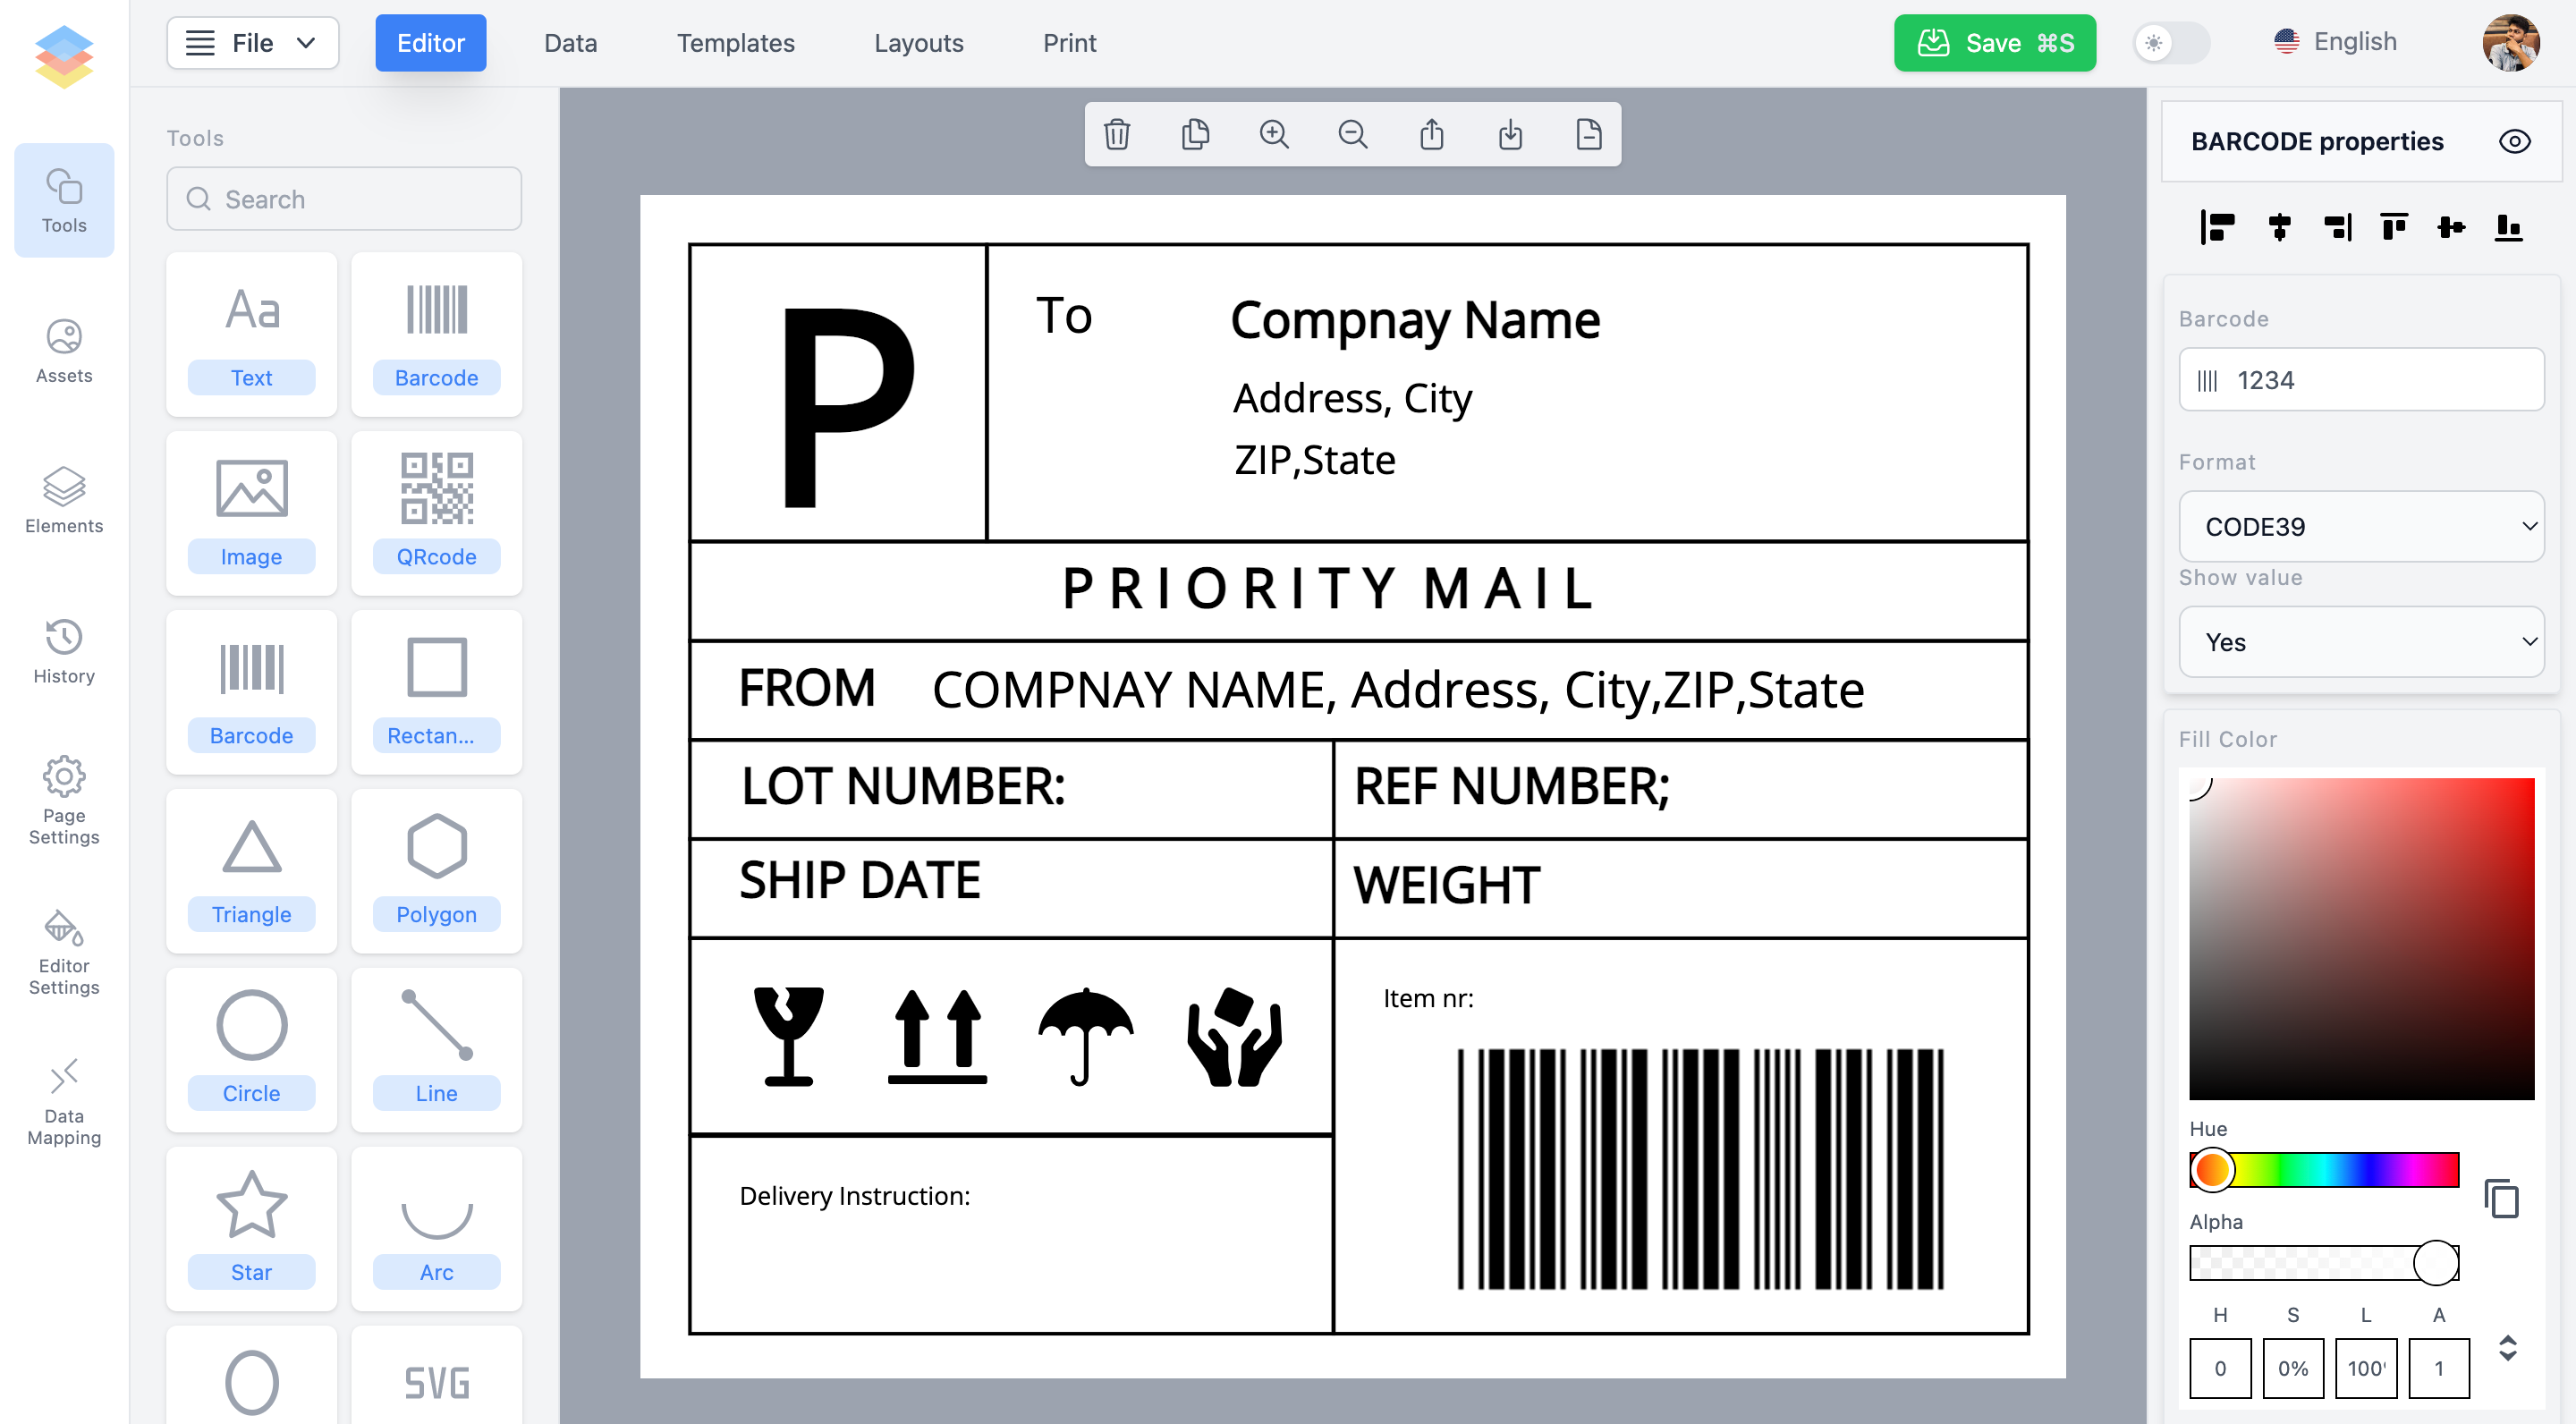 File
Editor
Data
Templates
Layouts
Print
Save ⌘S
English
Tools
Assets
Elements
History
Page
Settings
Editor
Settings
Data
Mapping
Tools
Search
Aa
Text
Barcode
Image
QRcode
Barcode
Rectan...
Triangle
Polygon
Circle
Line
Star
Arc
SVG
P
To
Compnay Name
Address, City
ZIP,State
PRIORITY MAIL
FROM COMPNAY NAME, Address, City,ZIP,State
LOT NUMBER:
REF NUMBER;
SHIP DATE
WEIGHT
Item nr:
Delivery Instruction:
BARCODE properties
Barcode
1234
Format
CODE39
Show value
Yes
Fill Color
Hue
Alpha
H S L A
0 0% 100 1